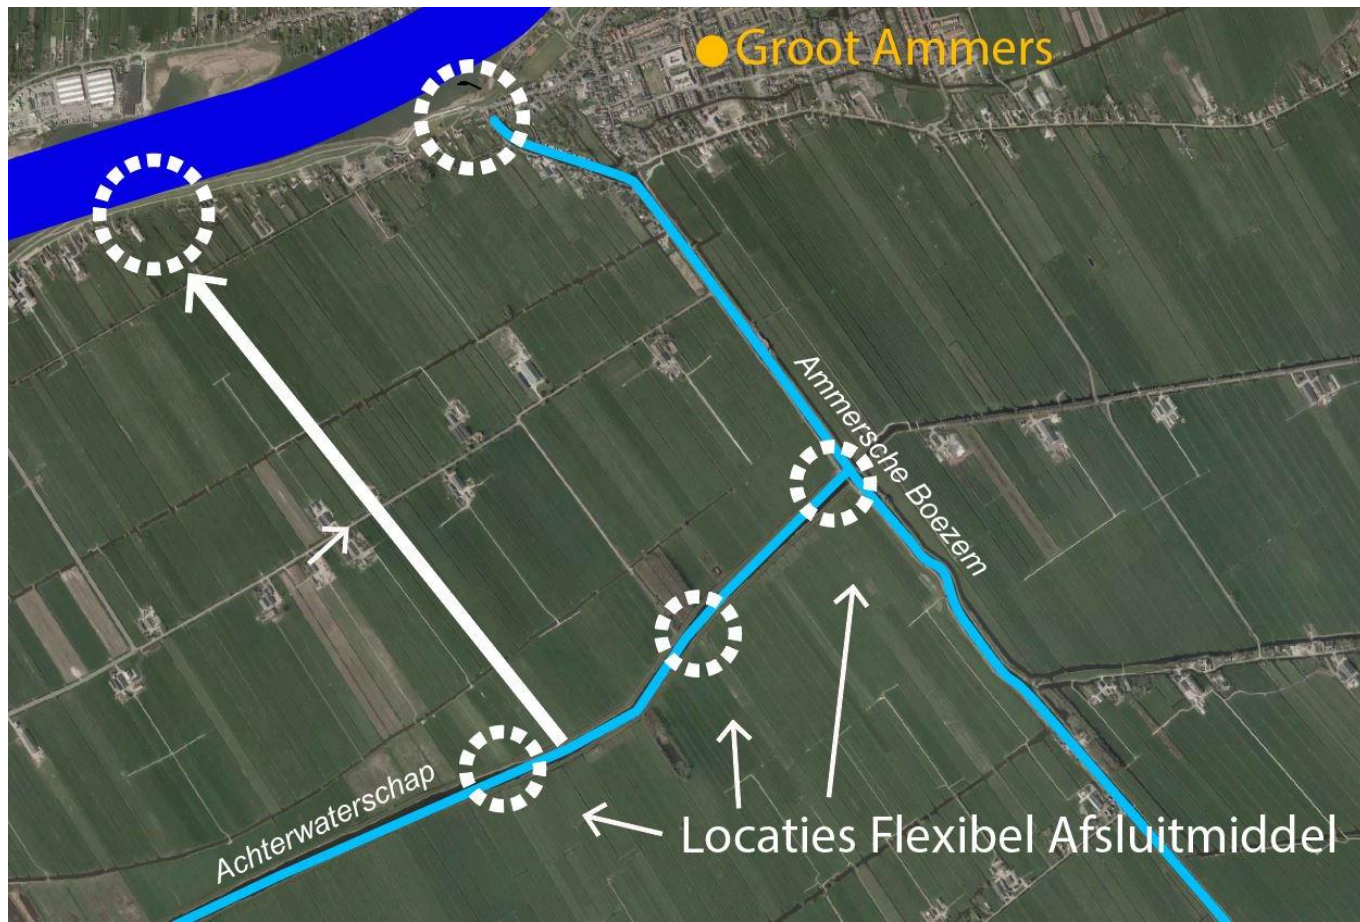 Groot Ammers
Ammersche Boezem
Achterwaterschap
Locaties Flexibel Afsluitmiddel